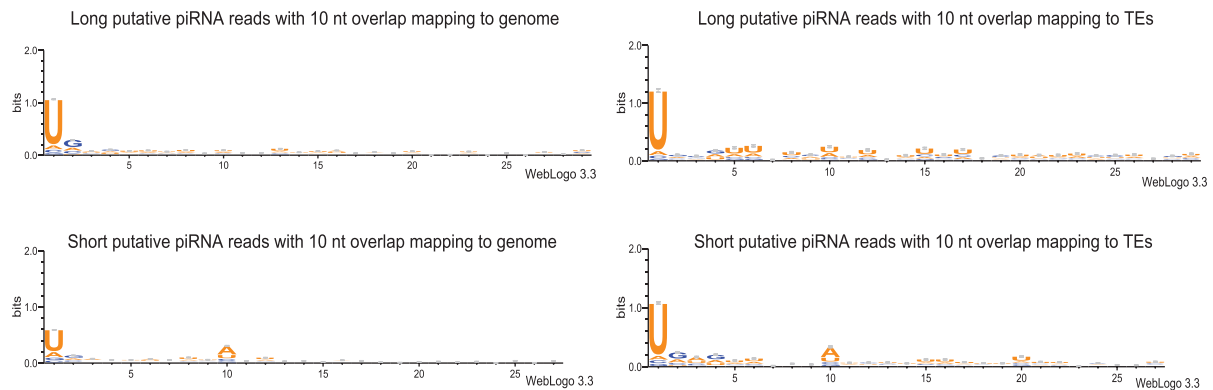 Long putative piRNA reads with 10 nt overlap mapping to genome
2.0
bits
1.0
U
G
0.0
5
10
15
20
25
WebLogo 3.3
Long putative piRNA reads with 10 nt overlap mapping to TEs
2.0
bits
1.0
U
0.0
5
10
15
20
25
WebLogo 3.3
Short putative piRNA reads with 10 nt overlap mapping to genome
2.0
bits
1.0
U
A
0.0
5
10
15
20
25
WebLogo 3.3
Short putative piRNA reads with 10 nt overlap mapping to TEs
2.0
bits
1.0
U
G
A
G
A
0.0
5
10
15
20
25
WebLogo 3.3